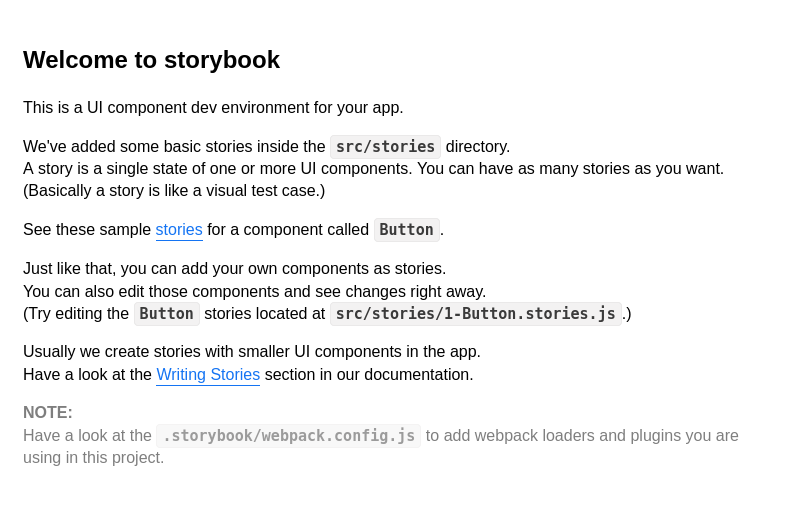 Welcome to storybook
This is a UI component dev environment for your app.
We've added some basic stories inside the src/stories directory.
A story is a single state of one or more UI components. You can have as many stories as you want.
(Basically a story is like a visual test case.)
See these sample stories for a component called Button.
Just like that, you can add your own components as stories.
You can also edit those components and see changes right away.
(Try editing the Button stories located at src/stories/1-Button.stories.js.)
Usually we create stories with smaller UI components in the app.
Have a look at the Writing Stories section in our documentation.
NOTE:
Have a look at the .storybook/webpack.config.js to add webpack loaders and plugins you are
using in this project.